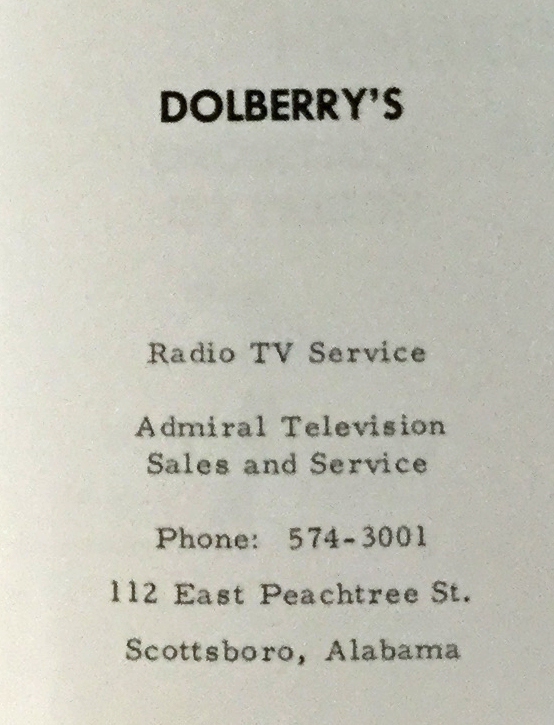 DOLBERRY'S
Radio TV Service
Admiral Television
Sales and Service
Phone: 574-3001
112 East Peachtree St.
Scottsboro, Alabama